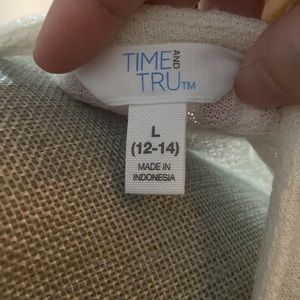 TIME AND
TRU™
L
(12-14)
MADE IN
INDONESIA